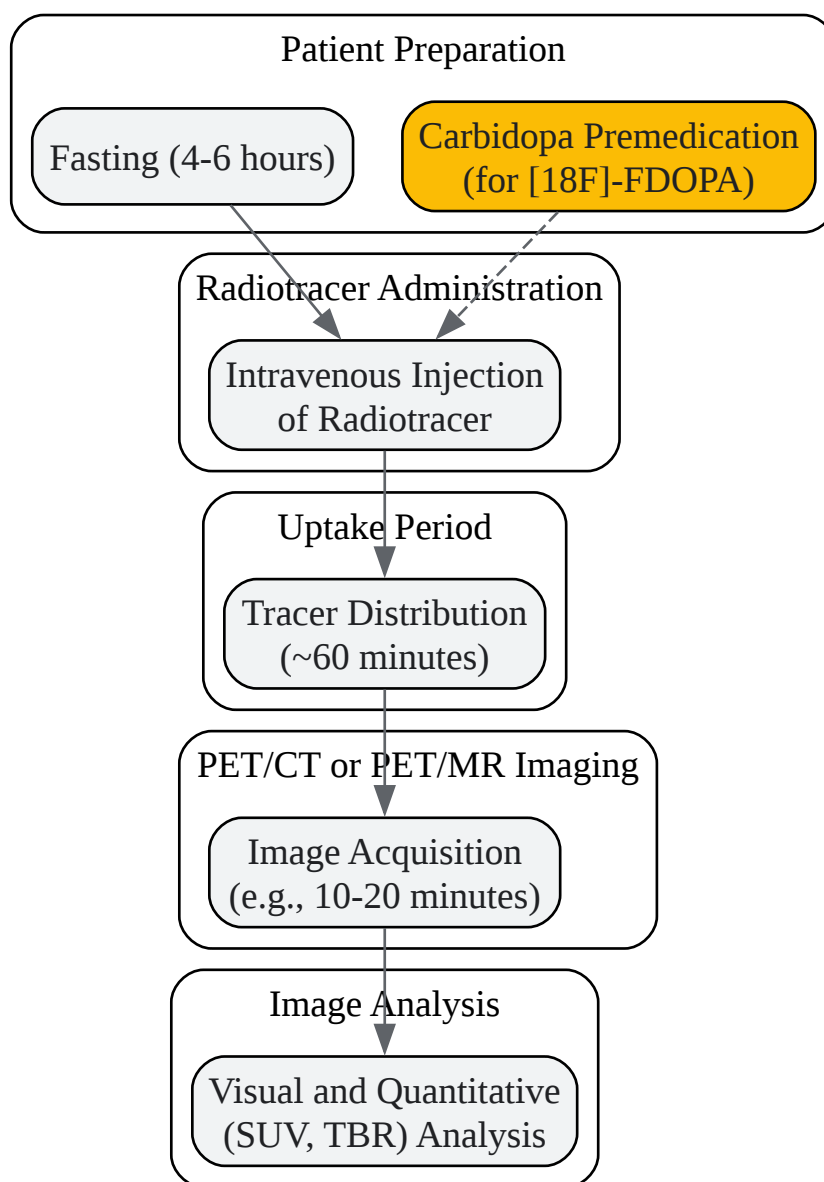 Patient Preparation
Fasting (4-6 hours)
Carbidopa Premedication
(for [18F]-FDOPA)
Radiotracer Administration
Intravenous Injection
of Radiotracer
Uptake Period
Tracer Distribution
(~60 minutes)
PET/CT or PET/MR Imaging
Image Acquisition
(e.g., 10-20 minutes)
Image Analysis
Visual and Quantitative
(SUV, TBR) Analysis